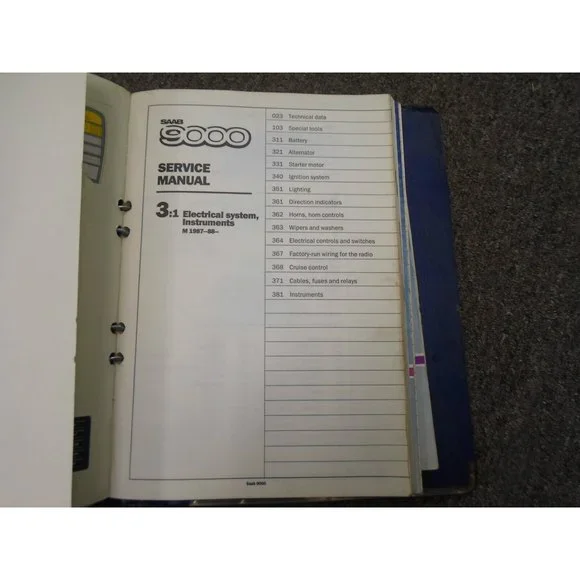 SAAB
9000
SERVICE
MANUAL
3:1 Electrical system,
Instruments
M 1987-88-
023 Technical data
103 Special tools
311 Battery
321 Alternator
331 Starter motor
340 Ignition system
351 Lighting
361 Direction indicators
362 Horns, horn controls
363 Wipers and washers
364 Electrical controls and switches
367 Factory-run wiring for the radio
368 Cruise control
371 Cables, fuses and relays
381 Instruments
Saab 9000